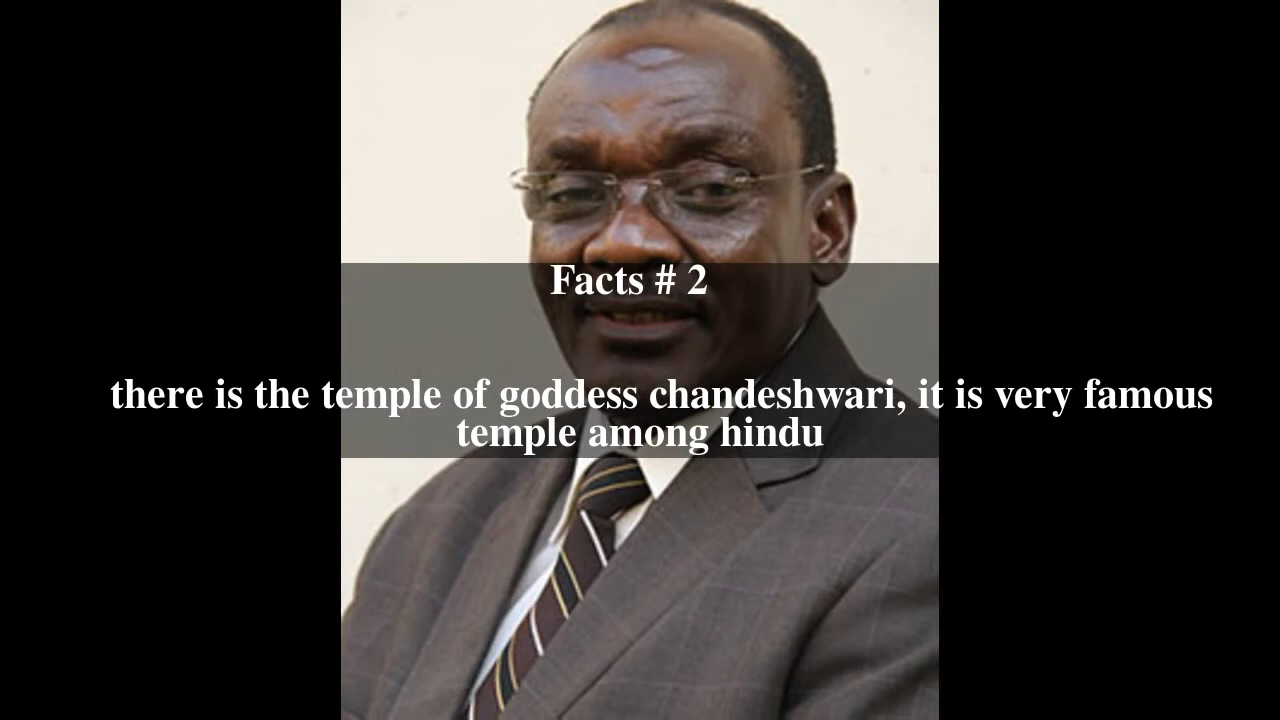 Facts # 2
there is the temple of goddess chandeshwari, it is very famous
temple among hindu